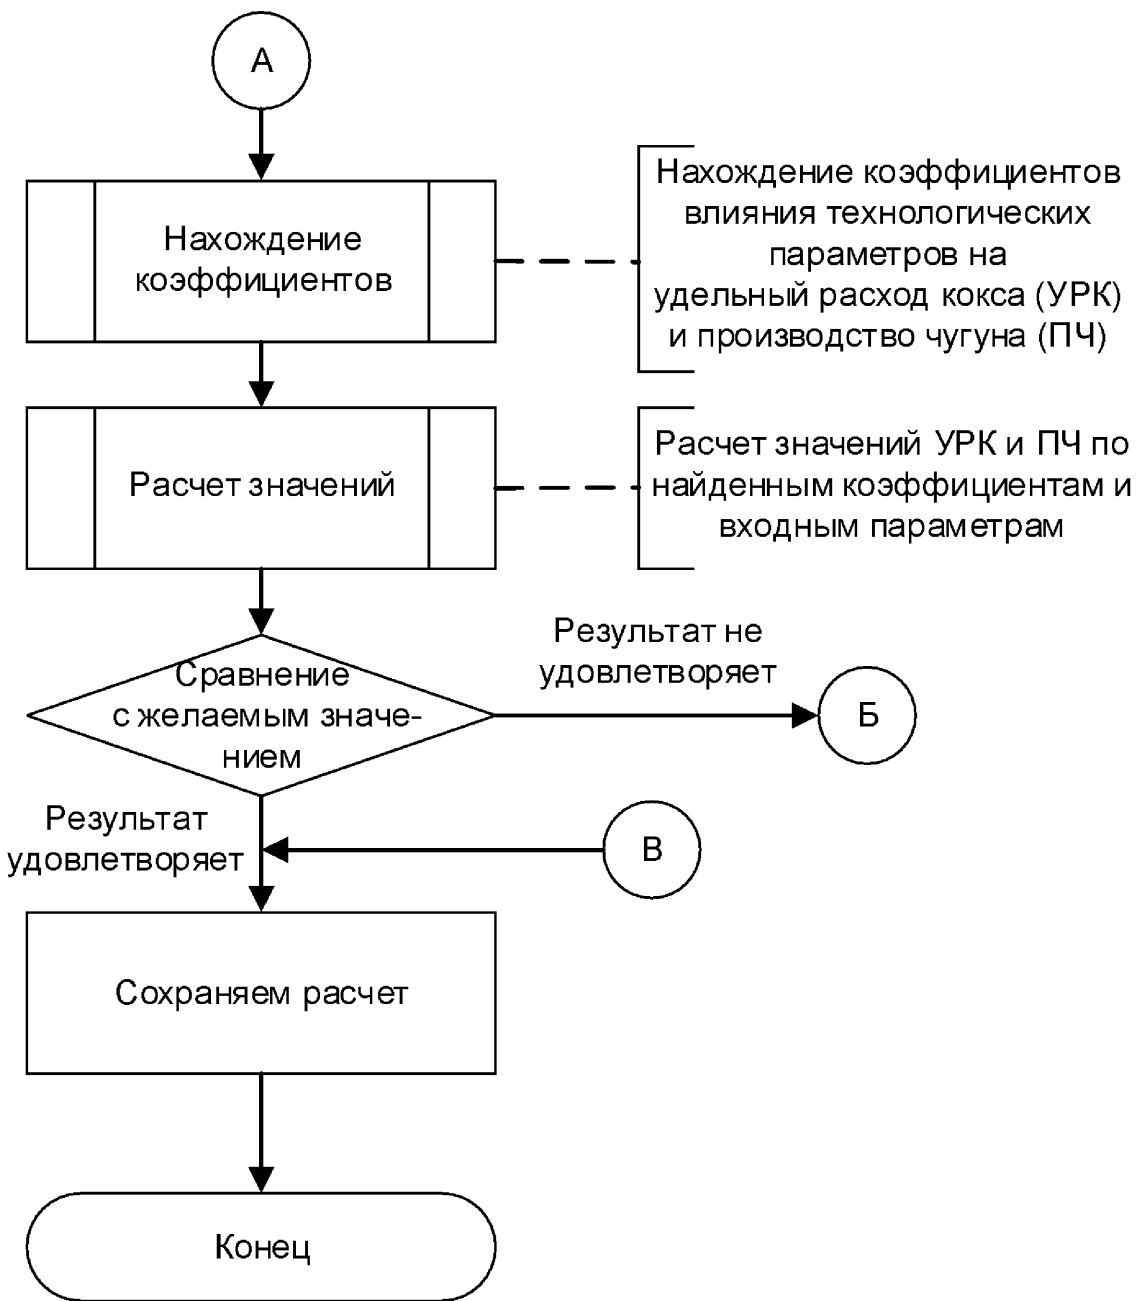 А
Нахождение
коэффициентов
Нахождение коэффициентов
влияния технологических
параметров на
удельный расход кокса (УРК)
и производство чугуна (ПЧ)
Расчет значений
Расчет значений УРК и ПЧ по
найденным коэффициентам и
входным параметрам
Сравнение
с желаемым значе-
нием
Результат не
удовлетворяет
Б
Результат
удовлетворяет
В
Сохраняем расчет
Конец